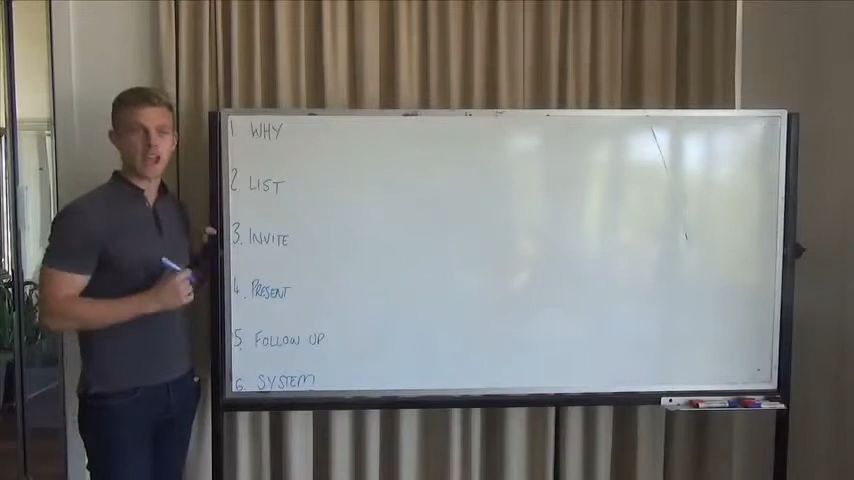 1 WHY
2 LIST
3. INVITE
4. PRESENT
5. FOLLOW UP
6. SYSTEM